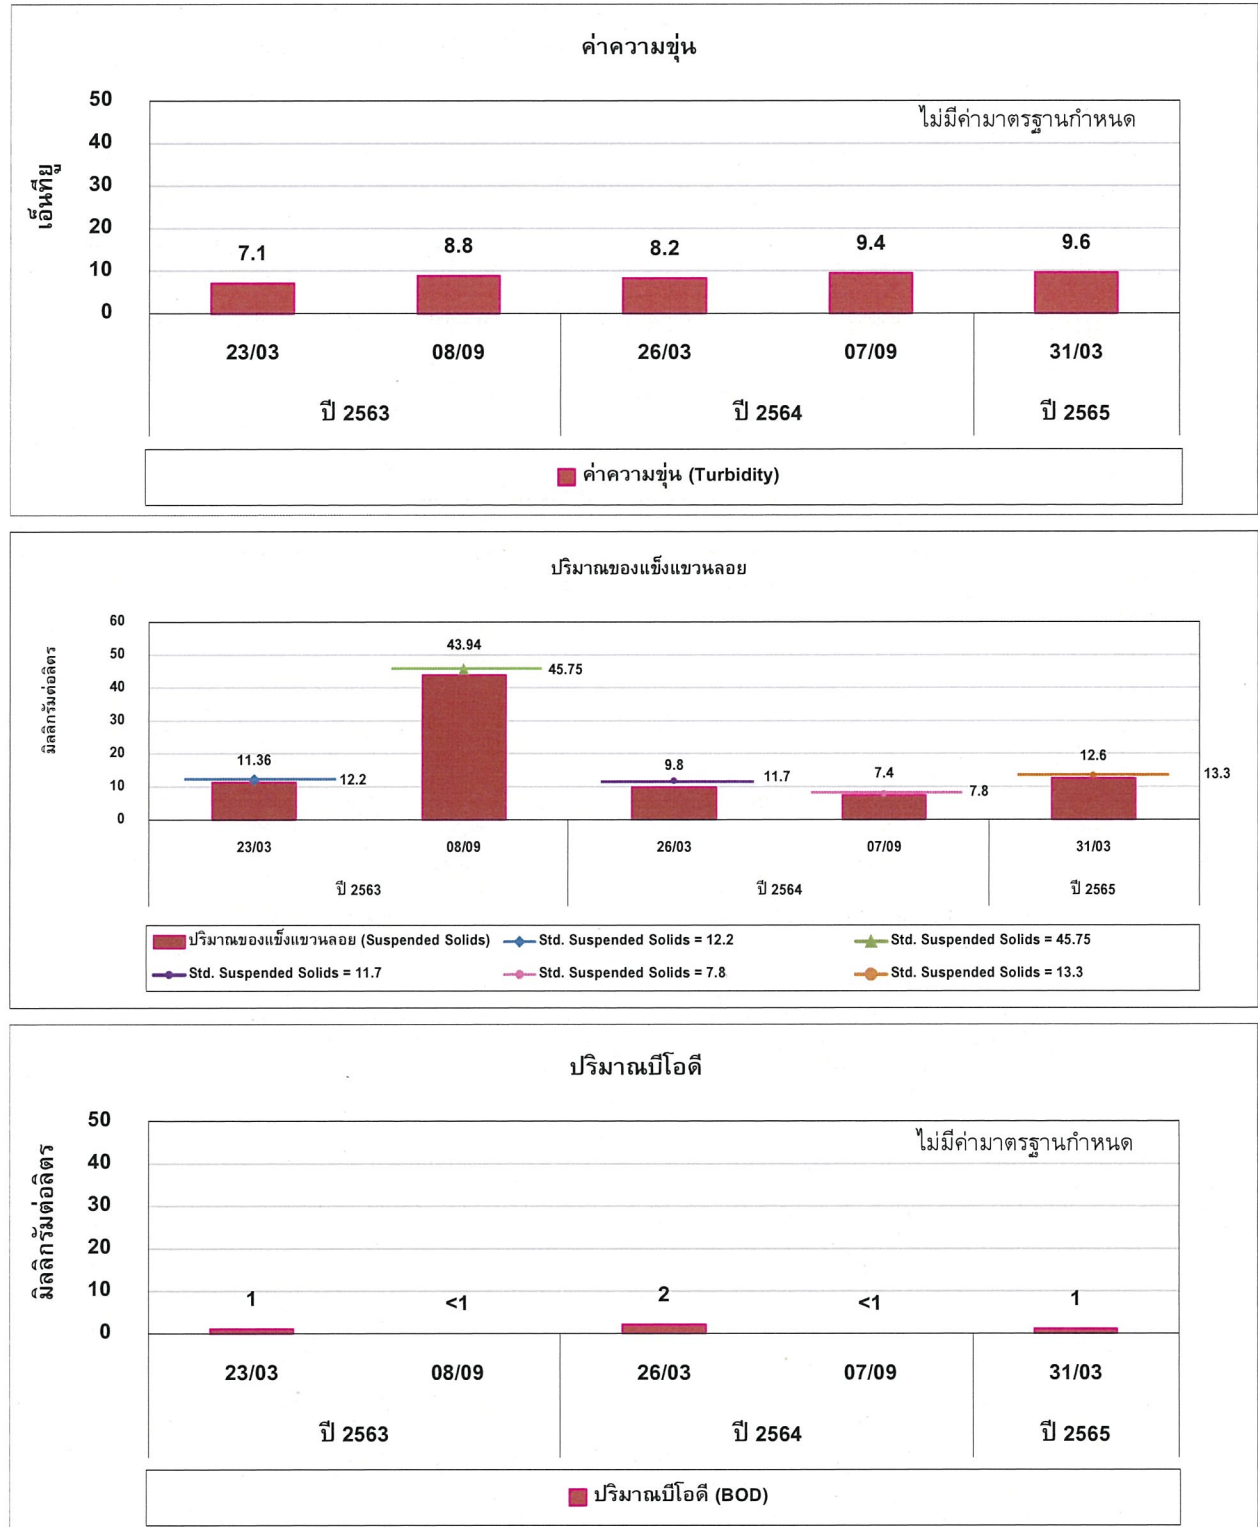 ค่าความขุ่น
ไม่มีค่ามาตรฐานกำหนด
เอ็นทียู
50
40
30
20
10
0
7.1
8.8
8.2
9.4
9.6
23/03
08/09
26/03
07/09
31/03
ปี 2563
ปี 2564
ปี 2565
ค่าความขุ่น (Turbidity)
ปริมาณของแข็งแขวนลอย
มิลลิกรัมต่อลิตร
60
50
40
30
20
10
0
11.36
12.2
43.94
45.75
9.8
11.7
7.4
7.8
12.6
13.3
23/03
08/09
26/03
07/09
31/03
ปี 2563
ปี 2564
ปี 2565
ปริมาณของแข็งแขวนลอย (Suspended Solids)
Std. Suspended Solids = 12.2
Std. Suspended Solids = 45.75
Std. Suspended Solids = 11.7
Std. Suspended Solids = 7.8
Std. Suspended Solids = 13.3
ปริมาณบีโอดี
ไม่มีค่ามาตรฐานกำหนด
มิลลิกรัมต่อลิตร
50
40
30
20
10
0
1
<1
2
<1
1
23/03
08/09
26/03
07/09
31/03
ปี 2563
ปี 2564
ปี 2565
ปริมาณบีโอดี (BOD)